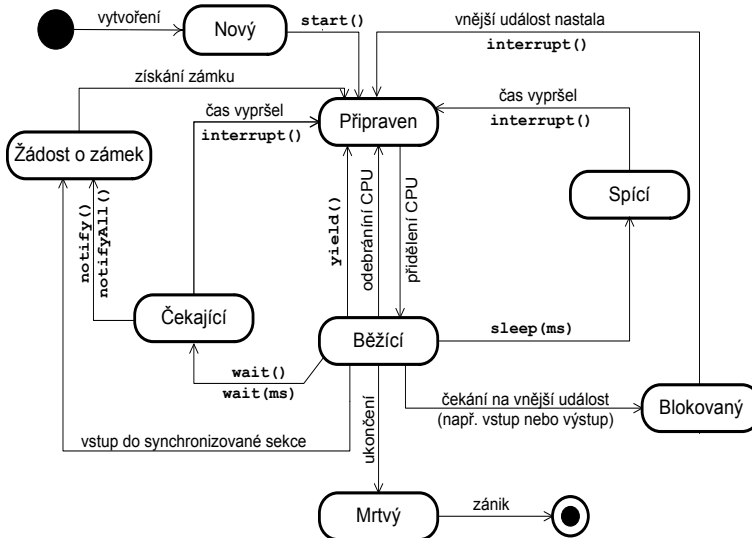 vytvoření
Nový
start()
vnější událost nastala
interrupt()
získání zámku
čas vypršel
interrupt()
Připraven
čas vypršel
interrupt()
Žádost o zámek
Spící
notify()
notifyAll()
yield()
odebránίní CPU
přidělení CPU
Čekající
Běžící
sleep(ms)
wait()
wait(ms)
čekání na vnější událost
(např. vstup nebo výstup)
Blokovaný
vstup do synchronizované sekce
ukončení
Mrtvý
zánik